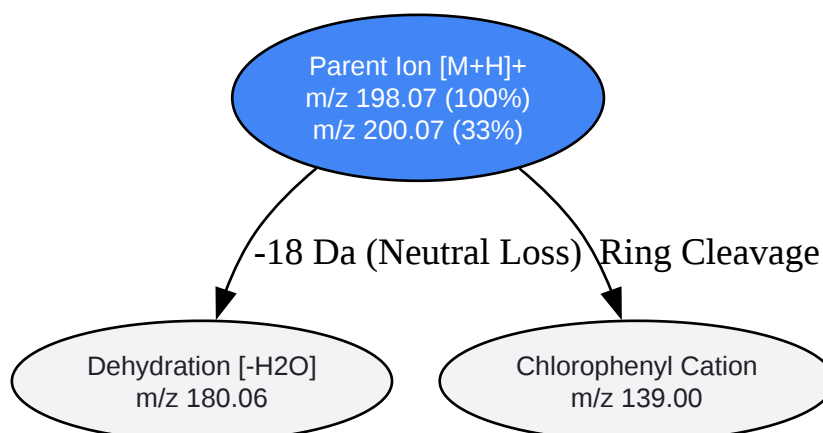 Parent Ion [M+H]+
m/z 198.07 (100%)
m/z 200.07 (33%)
-18 Da (Neutral Loss)
Ring Cleavage
Dehydration [-H2O]
m/z 180.06
Chlorophenyl Cation
m/z 139.00